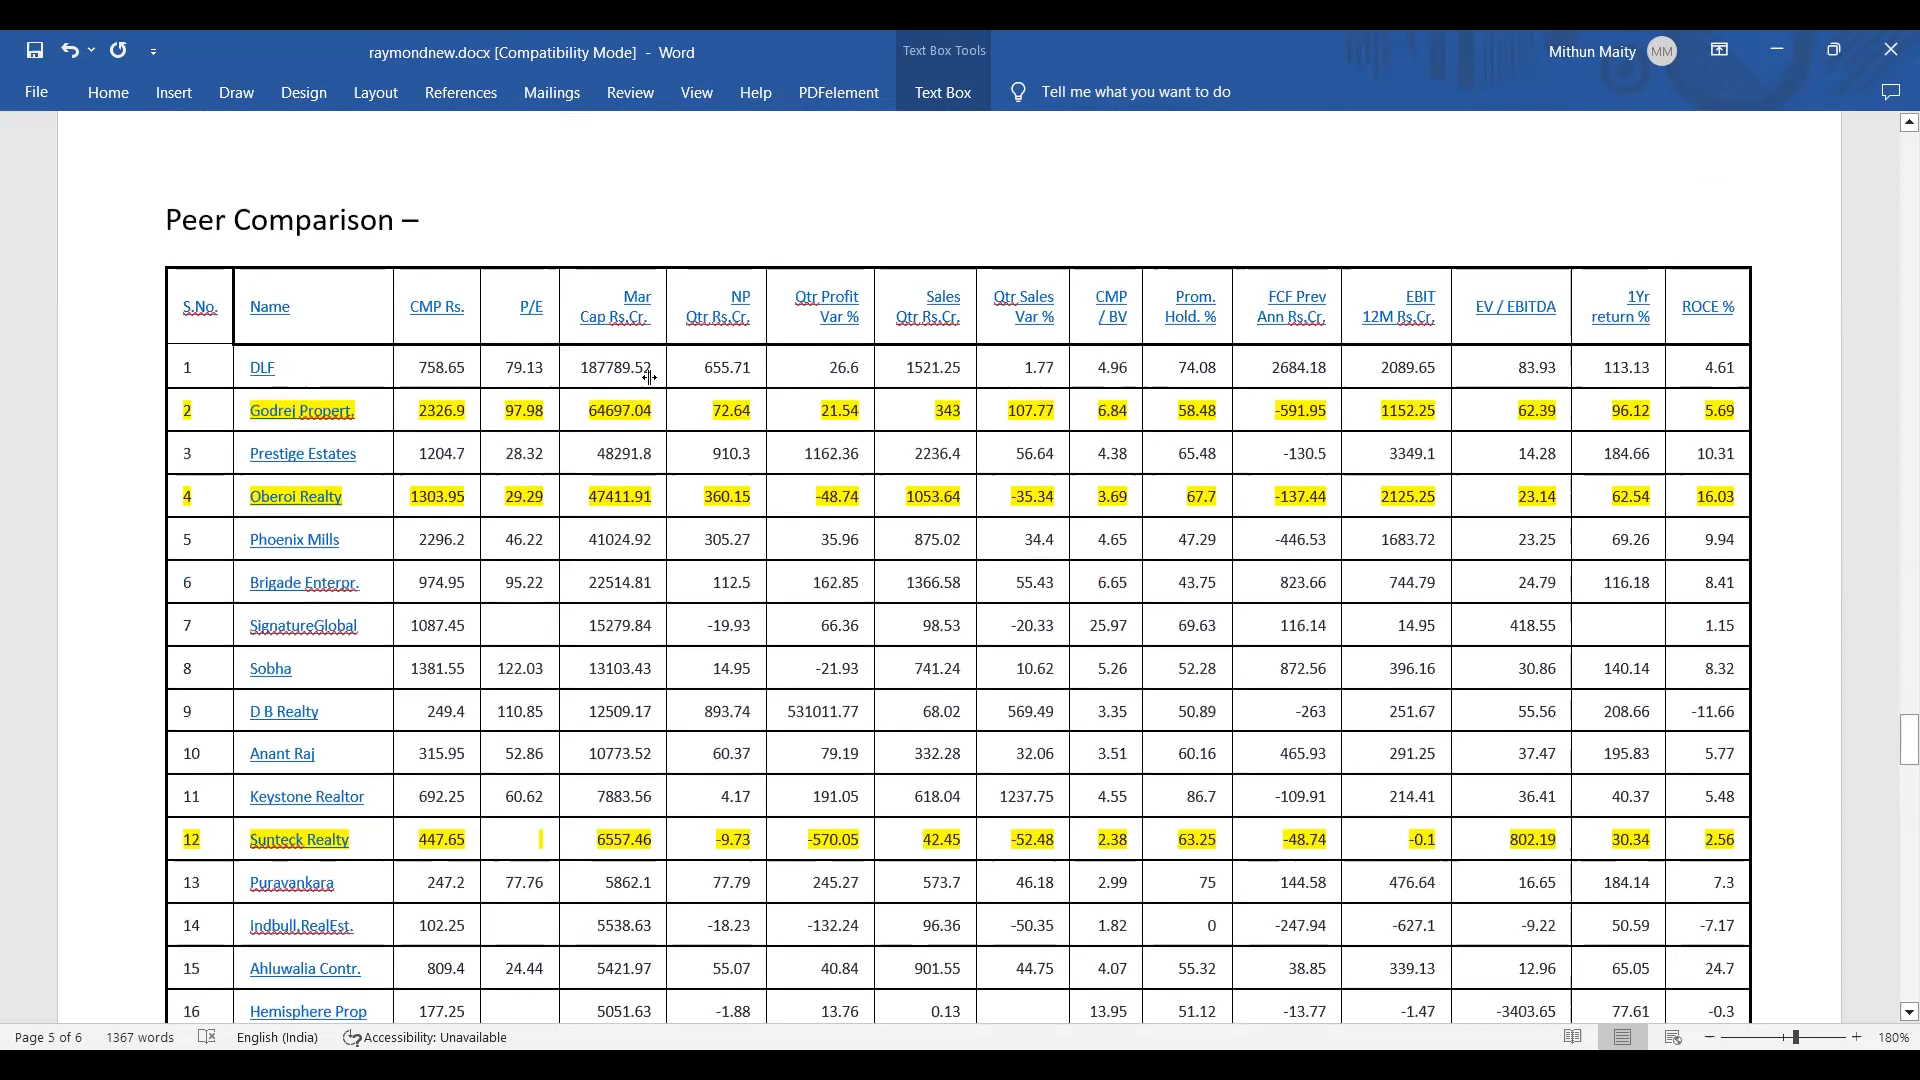 raymondnew.docx [Compatibility Mode] - Word
Text Box Tools
Mithun Maity MM
File Home Insert Draw Design Layout References Mailings Review View Help PDFelement Text Box Tell me what you want to do
Peer Comparison –
S.No. Name CMP Rs. P/E Mar Cap Rs.Cr. NP Qtr Rs.Cr. Qtr Profit Var % Sales Qtr Rs.Cr. Qtr Sales Var % CMP / BV Prom. Hold. % FCF Prev Ann Rs.Cr. EBIT 12M Rs.Cr. EV / EBITDA 1Yr return % ROCE %
1 DLF 758.65 79.13 187789.52 655.71 26.6 1521.25 1.77 4.96 74.08 2684.18 2089.65 83.93 113.13 4.61
2 Godrej Propert. 2326.9 97.98 64697.04 72.64 21.54 343 107.77 6.84 58.48 -591.95 1152.25 62.39 96.12 5.69
3 Prestige Estates 1204.7 28.32 48291.8 910.3 1162.36 2236.4 56.64 4.38 65.48 -130.5 3349.1 14.28 184.66 10.31
4 Oberoi Realty 1303.95 29.29 47411.91 360.15 -48.74 1053.64 -35.34 3.69 67.7 -137.44 2125.25 23.14 62.54 16.03
5 Phoenix Mills 2296.2 46.22 41024.92 305.27 35.96 875.02 34.4 4.65 47.29 -446.53 1683.72 23.25 69.26 9.94
6 Brigade Enterpr. 974.95 95.22 22514.81 112.5 162.85 1366.58 55.43 6.65 43.75 823.66 744.79 24.79 116.18 8.41
7 SignatureGlobal 1087.45 15279.84 -19.93 66.36 98.53 -20.33 25.97 69.63 116.14 14.95 418.55 1.15
8 Sobha 1381.55 122.03 13103.43 14.95 -21.93 741.24 10.62 5.26 52.28 872.56 396.16 30.86 140.14 8.32
9 D B Realty 249.4 110.85 12509.17 893.74 531011.77 68.02 569.49 3.35 50.89 -263 251.67 55.56 208.66 -11.66
10 Anant Raj 315.95 52.86 10773.52 60.37 79.19 332.28 32.06 3.51 60.16 465.93 291.25 37.47 195.83 5.77
11 Keystone Realtor 692.25 60.62 7883.56 4.17 191.05 618.04 1237.75 4.55 86.7 -109.91 214.41 36.41 40.37 5.48
12 Sunteck Realty 447.65 6557.46 -9.73 -570.05 42.45 -52.48 2.38 63.25 -48.74 -0.1 802.19 30.34 2.56
13 Puravankara 247.2 77.76 5862.1 77.79 245.27 573.7 46.18 2.99 75 144.58 476.64 16.65 184.14 7.3
14 Indbull.RealEst. 102.25 5538.63 -18.23 -132.24 96.36 -50.35 1.82 0 -247.94 -627.1 -9.22 50.59 -7.17
15 Ahluwalia Contr. 809.4 24.44 5421.97 55.07 40.84 901.55 44.75 4.07 55.32 38.85 339.13 12.96 65.05 24.7
16 Hemisphere Prop 177.25 5051.63 -1.88 13.76 0.13 13.95 51.12 -13.77 -1.47 -3403.65 77.61 -0.3
Page 5 of 6 1367 words English (India) Accessibility: Unavailable 180%